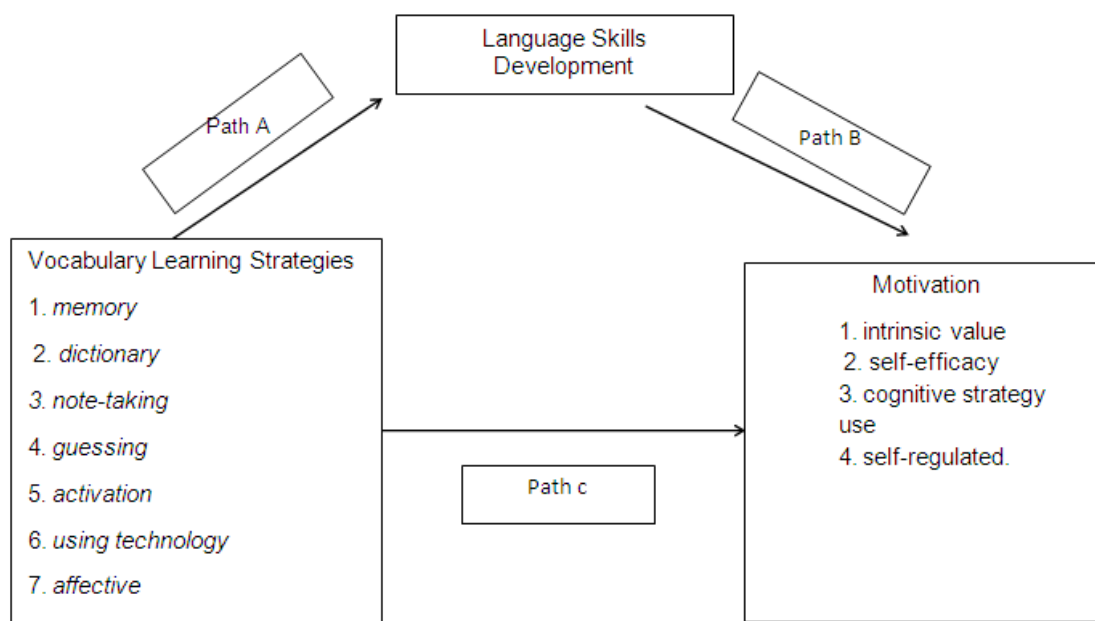 Language Skills
Development
Path A
Path B
Vocabulary Learning Strategies
1. memory
2. dictionary
3. note-taking
4. guessing
5. activation
6. using technology
7. affective
Path c
Motivation
1. intrinsic value
2. self-efficacy
3. cognitive strategy
use
4. self-regulated.